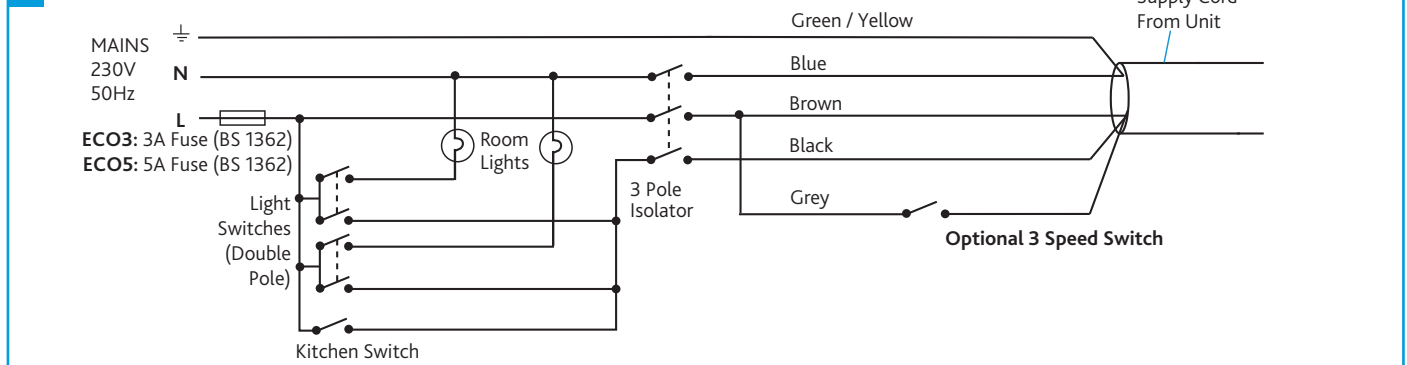 Supply Cord
From Unit
Green / Yellow
MAINS
230V
50Hz
N
Blue
L
Brown
ECO3: 3A Fuse (BS 1362)
ECO5: 5A Fuse (BS 1362)
Room
Lights
Black
3 Pole
Isolator
Grey
Light
Switches
(Double
Pole)
Optional 3 Speed Switch
Kitchen Switch